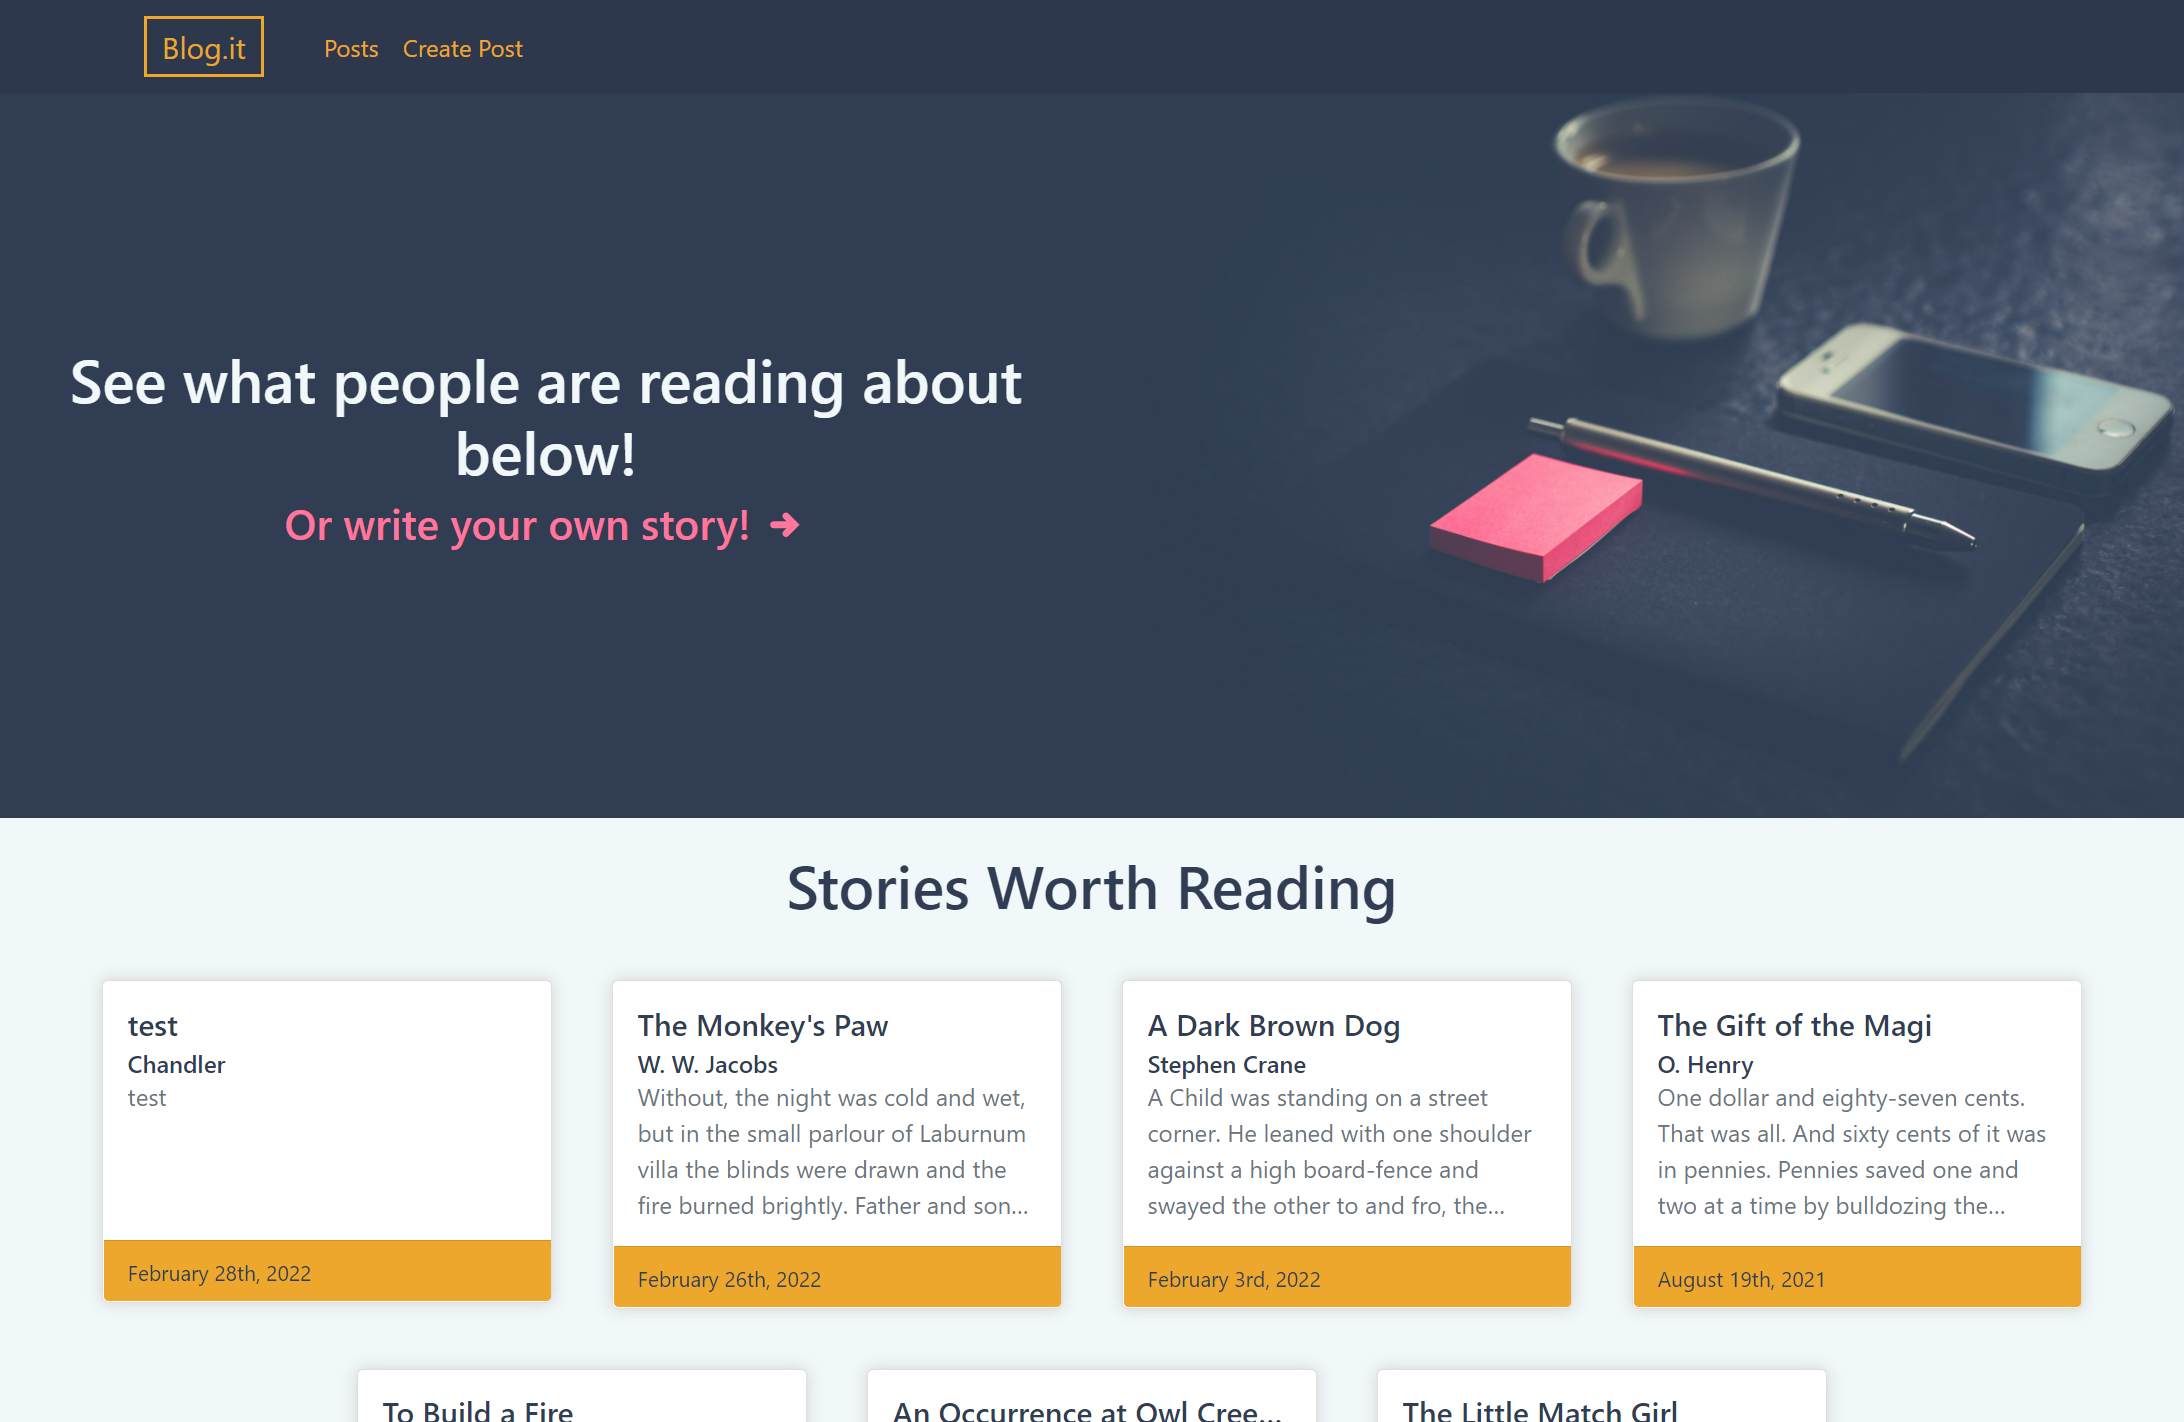 Blog.it
Posts
Create Post
See what people are reading about
below!
Or write your own story! ➔
Stories Worth Reading
test
Chandler
test
February 28th, 2022
The Monkey's Paw
W. W. Jacobs
Without, the night was cold and wet,
but in the small parlour of Laburnum
villa the blinds were drawn and the
fire burned brightly. Father and son...
February 26th, 2022
A Dark Brown Dog
Stephen Crane
A Child was standing on a street
corner. He leaned with one shoulder
against a high board-fence and
swayed the other to and fro, the...
February 3rd, 2022
The Gift of the Magi
O. Henry
One dollar and eighty-seven cents.
That was all. And sixty cents of it was
in pennies. Pennies saved one and
two at a time by bulldozing the...
August 19th, 2021
To Build a Fire
An Occurrence at Owl Cree...
The Little Match Girl